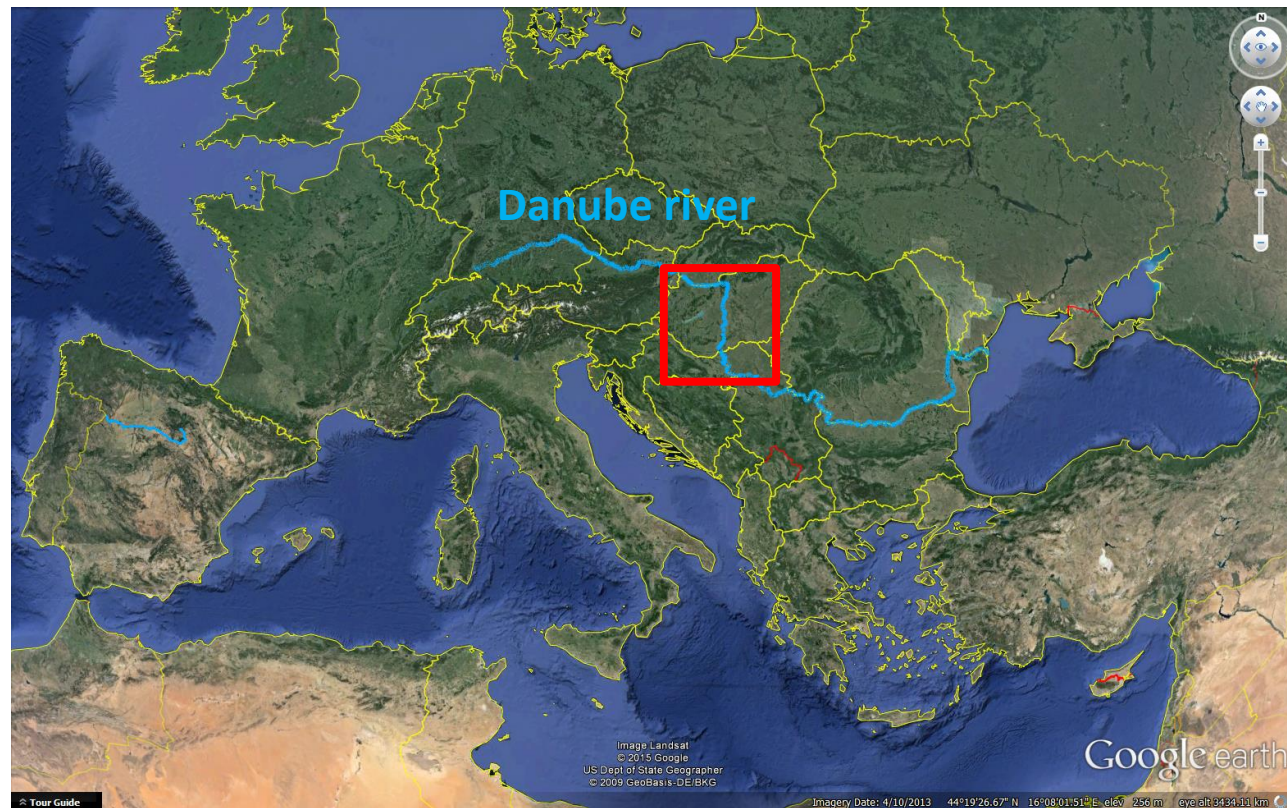 N
Danube river
Image Landsat
© 2015 Google
US Dept of State Geographer
© 2009 GeoBasis-DE/BKG
Google earth
Tour Guide
Imagery Date: 4/10/2013 44°19'26.67" N 16°08'01.51" E elev 256 m eye alt 3434.11 km